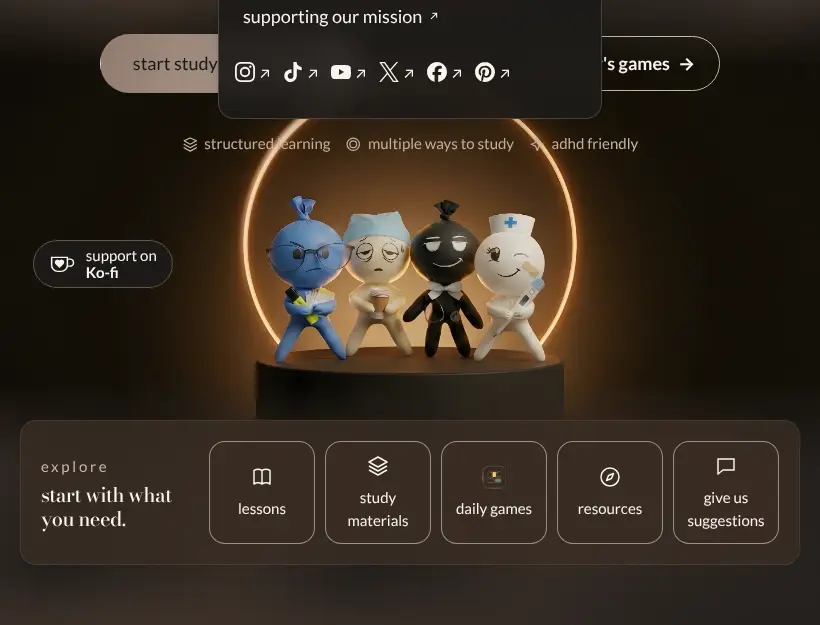 supporting our mission ↗
start study
's games →
structured learning
multiple ways to study
adhd friendly
support on
Ko-fi
explore
start with what
you need.
lessons
study
materials
daily games
resources
give us
suggestions